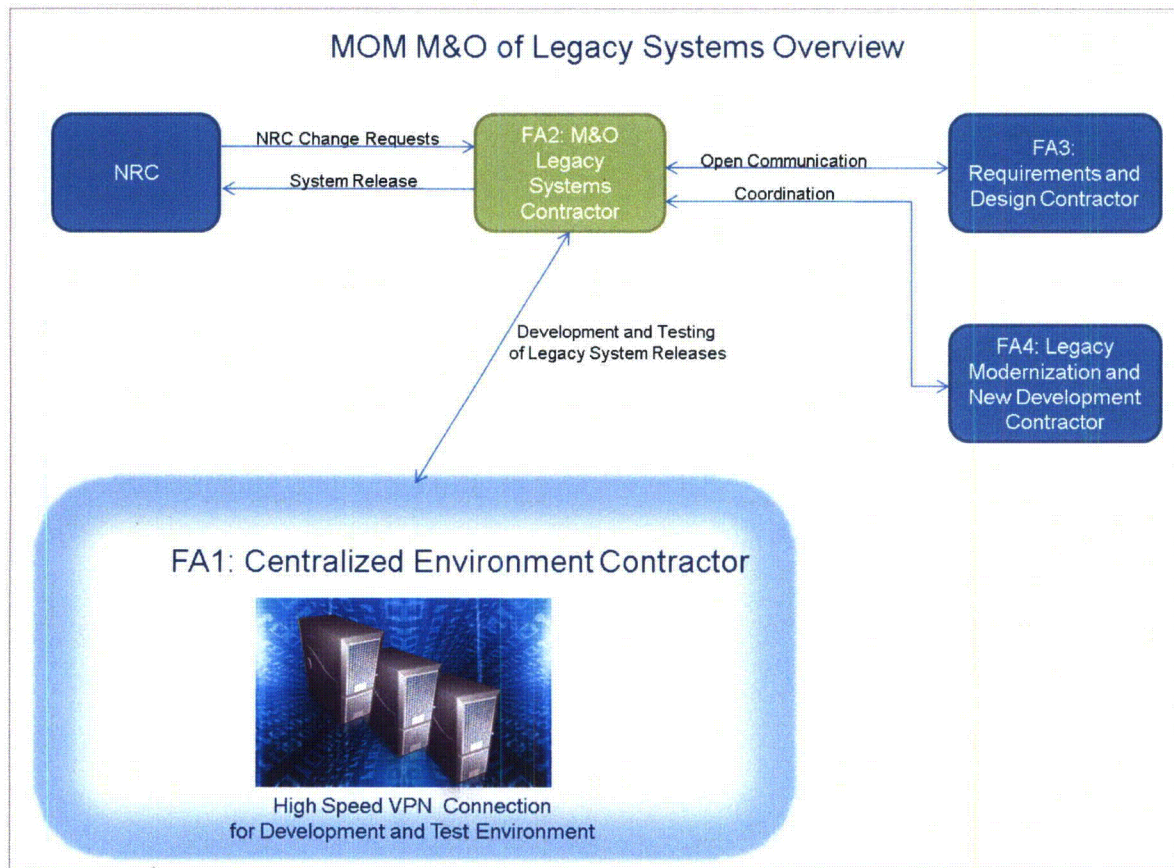 MOM M&O of Legacy Systems Overview
NRC
NRC Change Requests
System Release
FA2: M&O
Legacy
Systems
Contractor
Open Communication
Coordination
FA3:
Requirements and
Design Contractor
Development and Testing
of Legacy System Releases
FA4: Legacy
Modernization and
New Development
Contractor
FA1: Centralized Environment Contractor
High Speed VPN Connection
for Development and Test Environment